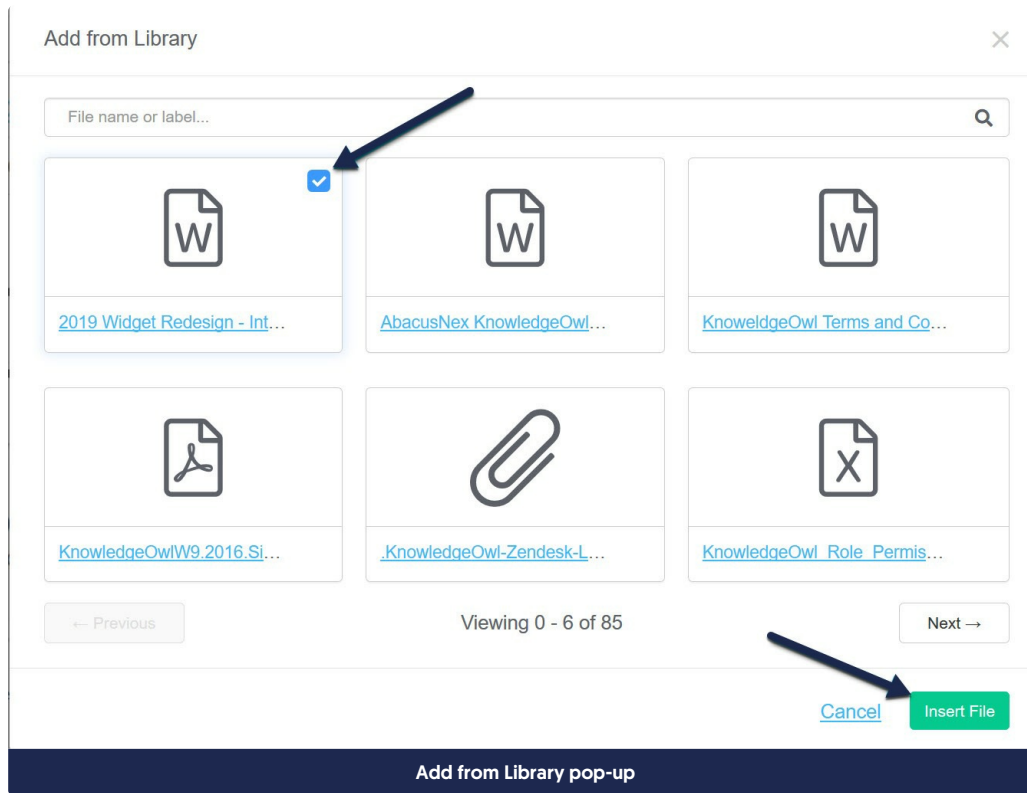 Add from Library
×
File name or label...
W
W
W
2019 Widget Redesign - Int...
AbacusNex KnowledgeOwl...
KnoweldgeOwl Terms and Co...
X
KnowledgeOwlW9.2016.Si...
.KnowledgeOwl-Zendesk-L...
KnowledgeOwl_Role_Permis...
← Previous
Viewing 0 - 6 of 85
Next →
Cancel
Insert File
Add from Library pop-up